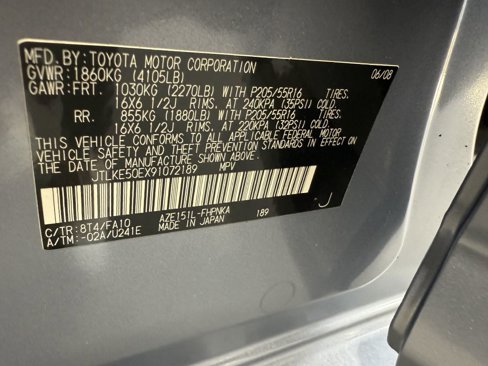 MFD. BY: TOYOTA MOTOR CORPORATION 06/08
GVWR: 1860KG (4105LB)
GAWR: FRT. 1030KG (2270LB) WITH P205/55R16 TIRES.
16X6 1/2J RIMS. AT 240KPA (35PSI) COLD.
RR. 855KG (1880LB) WITH P205/55R16 TIRES.
16X6 1/2J RIMS. AT 220KPA (32PSI) COLD.
THIS VEHICLE CONFORMS TO ALL APPLICABLE FEDERAL MOTOR
VEHICLE SAFETY AND THEFT PREVENTION STANDARDS IN EFFECT ON
THE DATE OF MANUFACTURE SHOWN ABOVE.
JTLKE50EX91072189 MPV
C/TR: 8T4/FA10 AZE151L-FHPNKA 189 J
A/TM: -02A/U241E MADE IN JAPAN